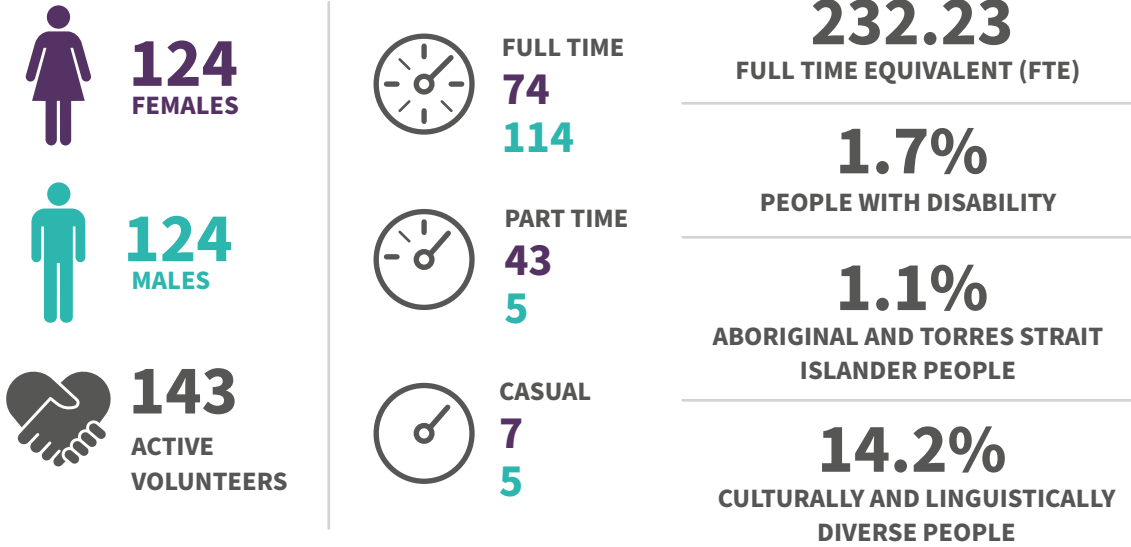 124
FEMALES
124
MALES
143
ACTIVE
VOLUNTEERS
FULL TIME
74
114
PART TIME
43
5
CASUAL
7
5
232.23
FULL TIME EQUIVALENT (FTE)
1.7%
PEOPLE WITH DISABILITY
1.1%
ABORIGINAL AND TORRES STRAIT
ISLANDER PEOPLE
14.2%
CULTURALLY AND LINGUISTICALLY
DIVERSE PEOPLE